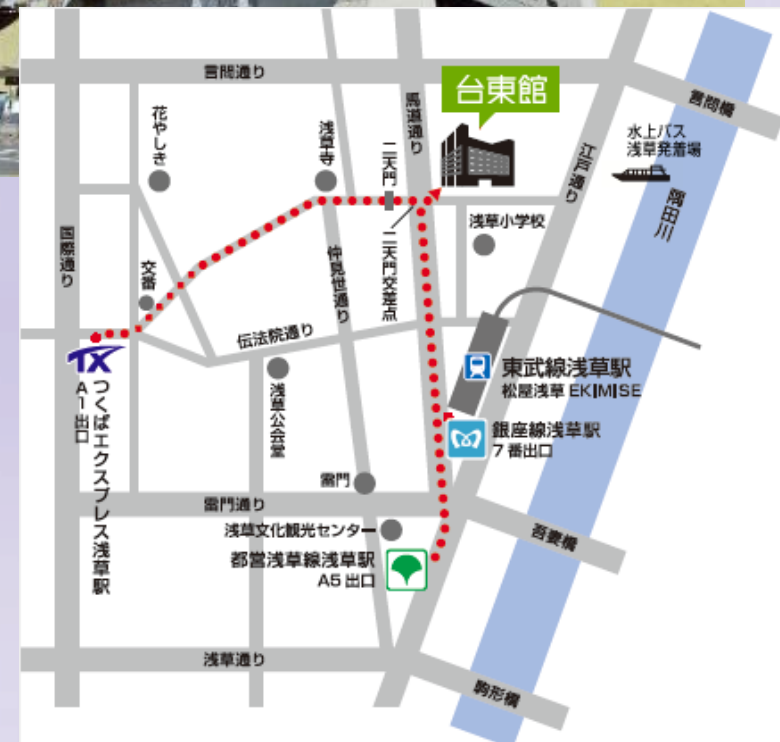 言問通り
台東館
言問橋
馬道通り
花やしき
浅草寺
二天門
江戸通り
水上バス
浅草発着場
隅田川
国際通り
交番
仲見世通り
二天門交差点
浅草小学校
伝法院通り
TX
つくばエクスプレス浅草駅
A1出口
浅草公会堂
東武線浅草駅
松屋浅草 EKIMISE
銀座線浅草駅
7番出口
雷門
雷門通り
浅草文化観光センター
吾妻橋
都営浅草線浅草駅
A5出口
浅草通り
駒形橋